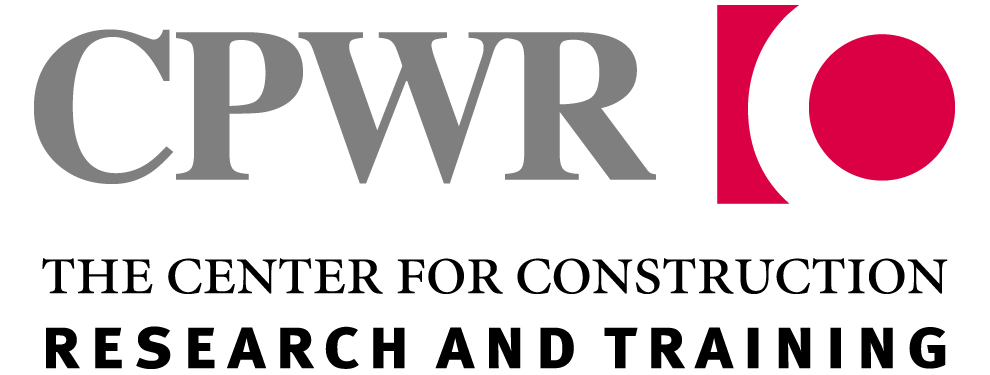 CPWR
THE CENTER FOR CONSTRUCTION
RESEARCH AND TRAINING